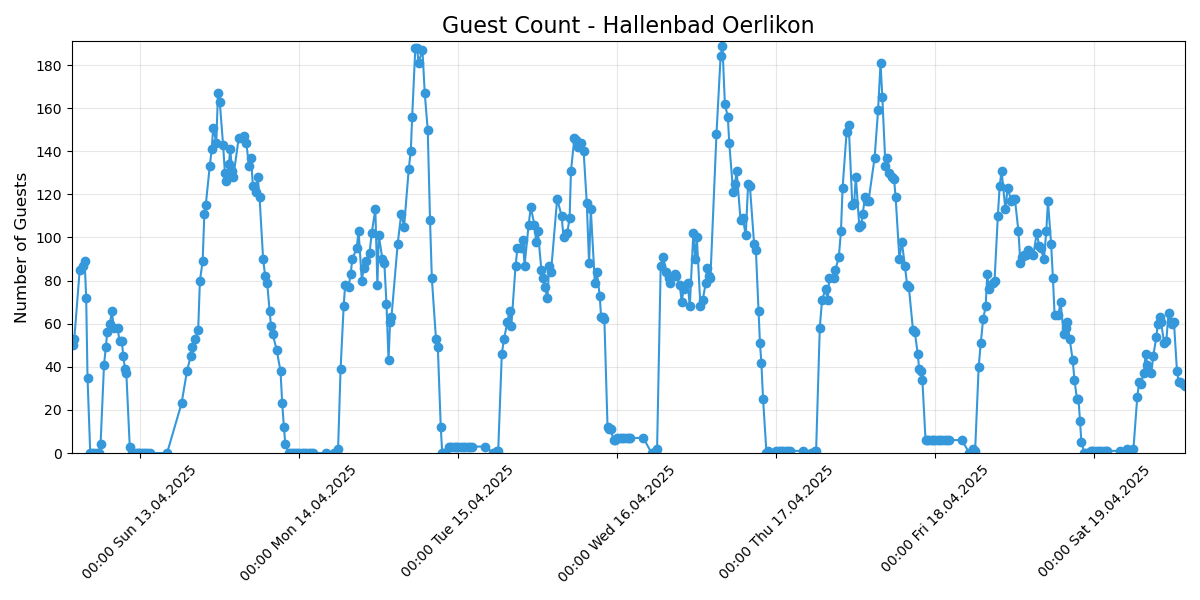 Guest Count - Hallenbad Oerlikon
Number of Guests
180
160
140
120
100
80
60
40
20
0
00:00 Sun 13.04.2025
00:00 Mon 14.04.2025
00:00 Tue 15.04.2025
00:00 Wed 16.04.2025
00:00 Thu 17.04.2025
00:00 Fri 18.04.2025
00:00 Sat 19.04.2025